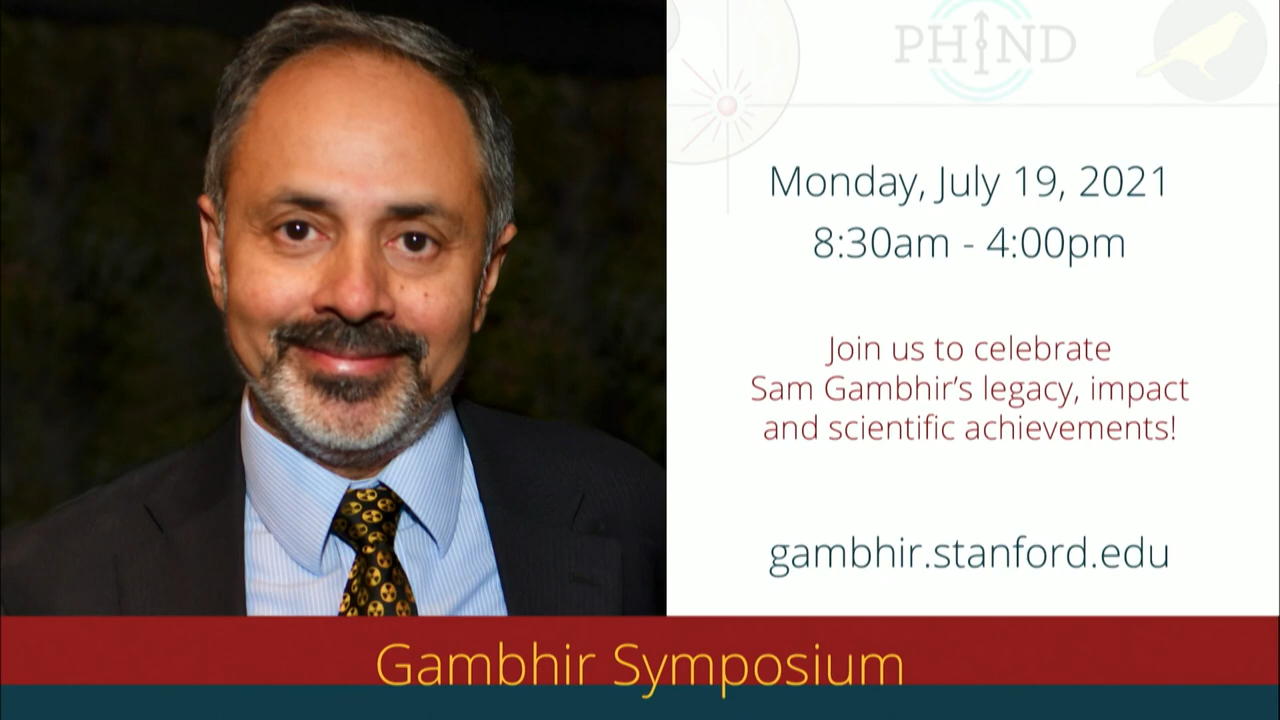 PHIND
Monday, July 19, 2021
8:30am - 4:00pm
Join us to celebrate
Sam Gambhir’s legacy, impact
and scientific achievements!
gambhir.stanford.edu
Gambhir Symposium